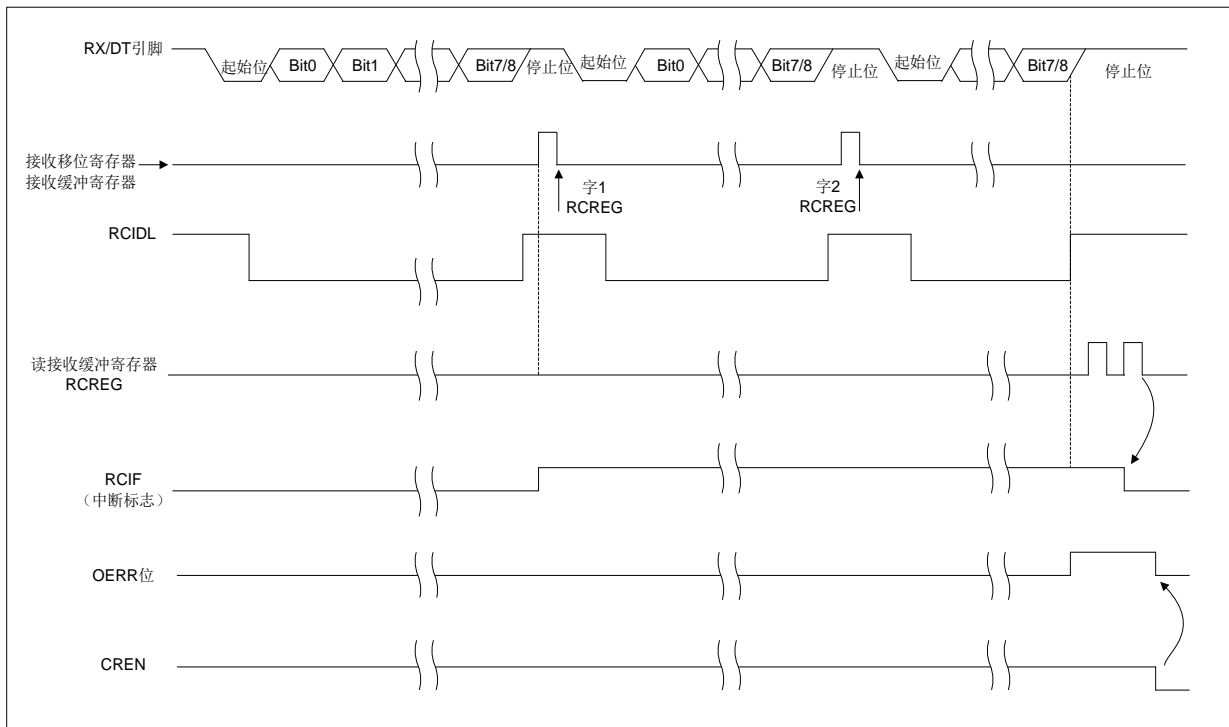 RX/DT引脚
起始位 Bit0 Bit1 Bit7/8 停止位 起始位 Bit0 Bit7/8 停止位 起始位 Bit7/8 停止位
接收移位寄存器
接收缓冲寄存器
字1
RCREG
字2
RCREG
RCIDL
读接收缓冲寄存器
RCREG
RCIF
（中断标志）
OERR位
CREN